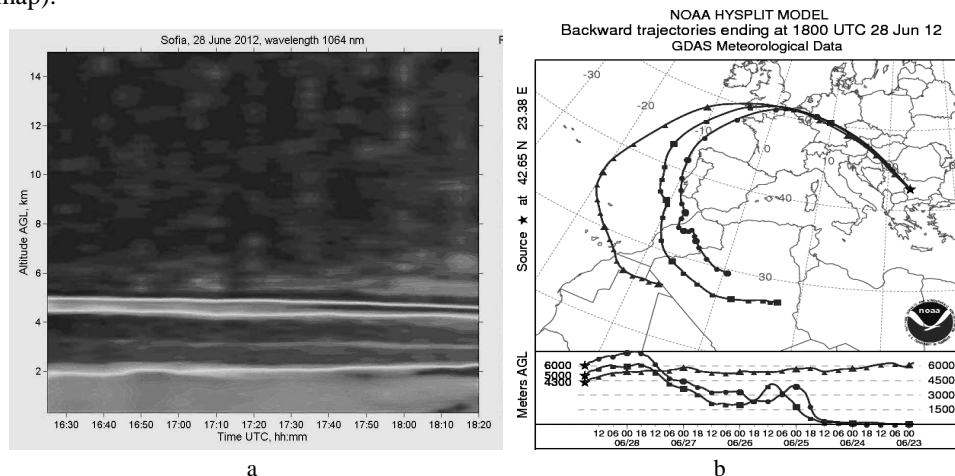 map).
Sofia, 28 June 2012, wavelength 1064 nm
14
12
10
8
6
4
2
Altitude AGL, km
16:30 16:40 16:50 17:00 17:10 17:20 17:30 17:40 17:50 18:00 18:10 18:20
Time UTC, hh:mm
a
NOAA HYSPLIT MODEL
Backward trajectories ending at 1800 UTC 28 Jun 12
GDAS Meteorological Data
Source ★ at 42.65 N 23.38 E
-30
-20
-10
0
10
50
40
30
noaa
Meters AGL
6000
5000
4300
6000
4500
3000
1500
12 06 00 18 12 06 00 18 12 06 00 18 12 06 00 18 12 06 00 18 12 06 00
06/28 06/27 06/26 06/25 06/24 06/23
b